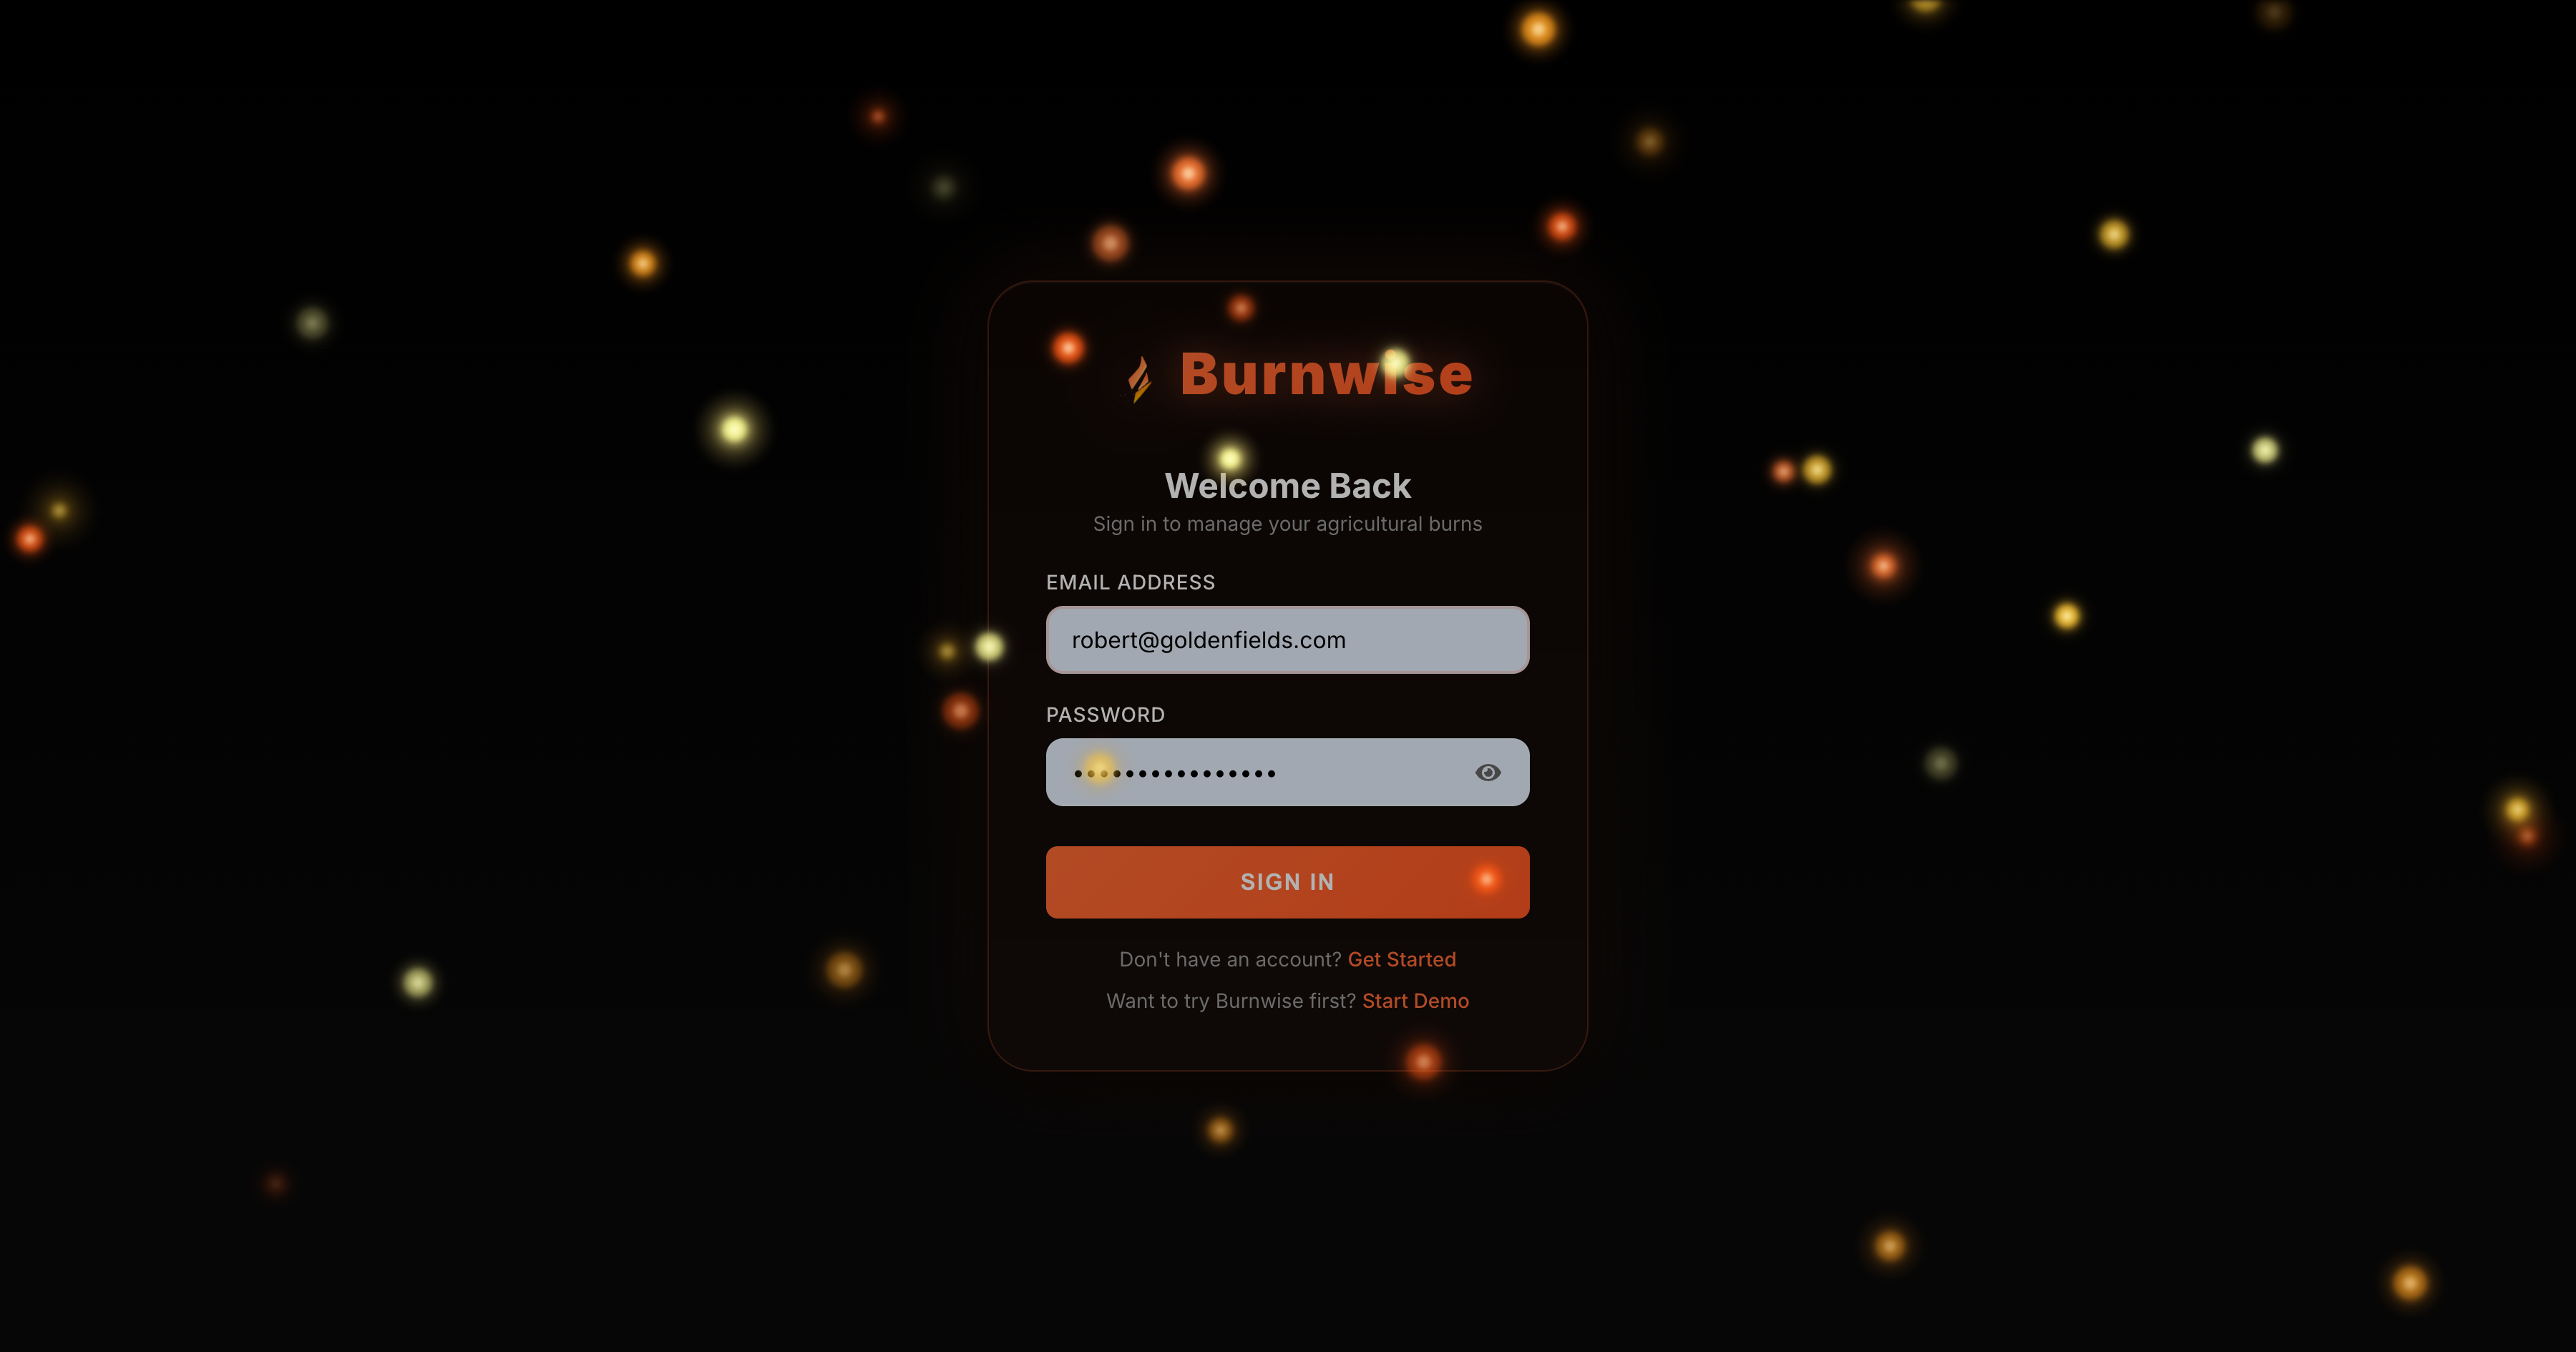 Burnwise
Welcome Back
Sign in to manage your agricultural burns
EMAIL ADDRESS
robert@goldenfields.com
PASSWORD
••••••••••••••••
SIGN IN
Don't have an account? Get Started
Want to try Burnwise first? Start Demo